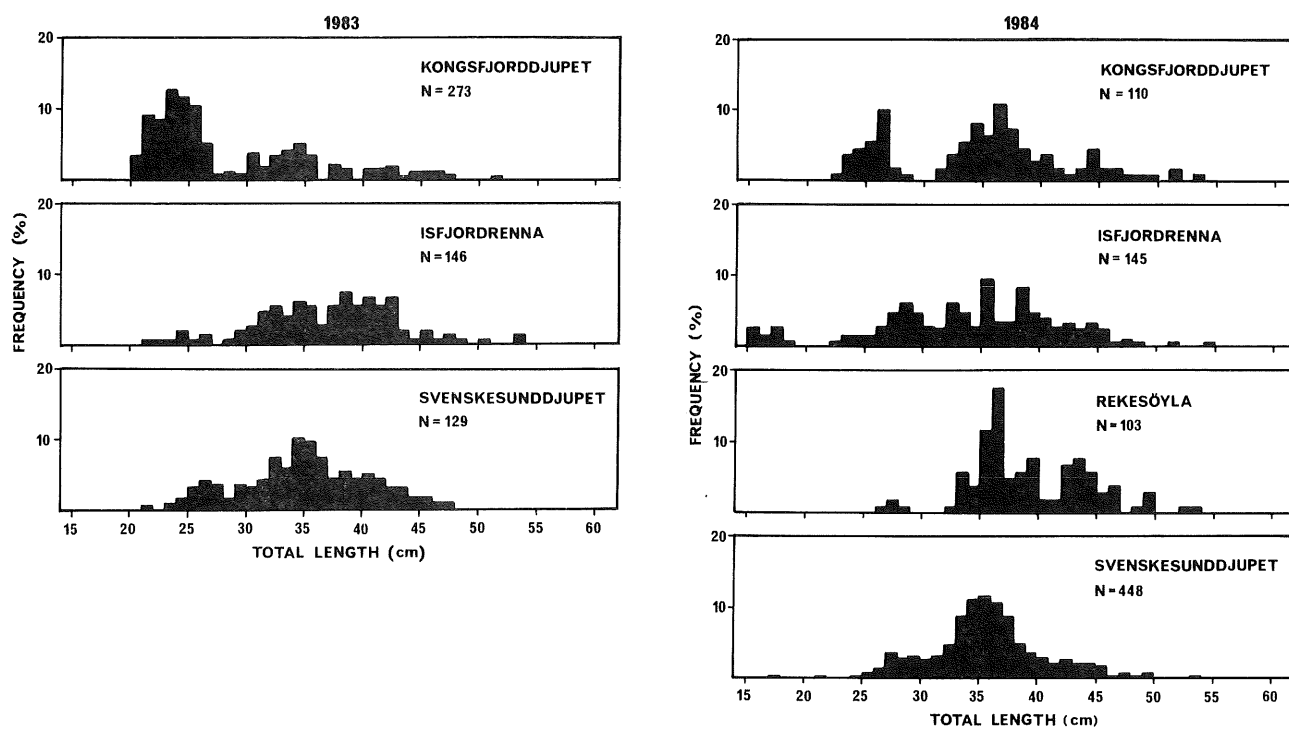 1983
20
10
KONGSFJORDDJUPET
N = 273
20
10
ISFJORDRENNA
N = 146
20
10
SVENSKESUNDDJUPET
N = 129
FREQUENCY (%)
15 20 25 30 35 40 45 50 55 60
TOTAL LENGTH (cm)
1984
20
10
KONGSFJORDDJUPET
N = 110
20
10
ISFJORDRENNA
N = 145
20
10
REKESÖYLA
N = 103
20
10
SVENSKESUNDDJUPET
N = 448
FREQUENCY (%)
15 20 25 30 35 40 45 50 55 60
TOTAL LENGTH (cm)